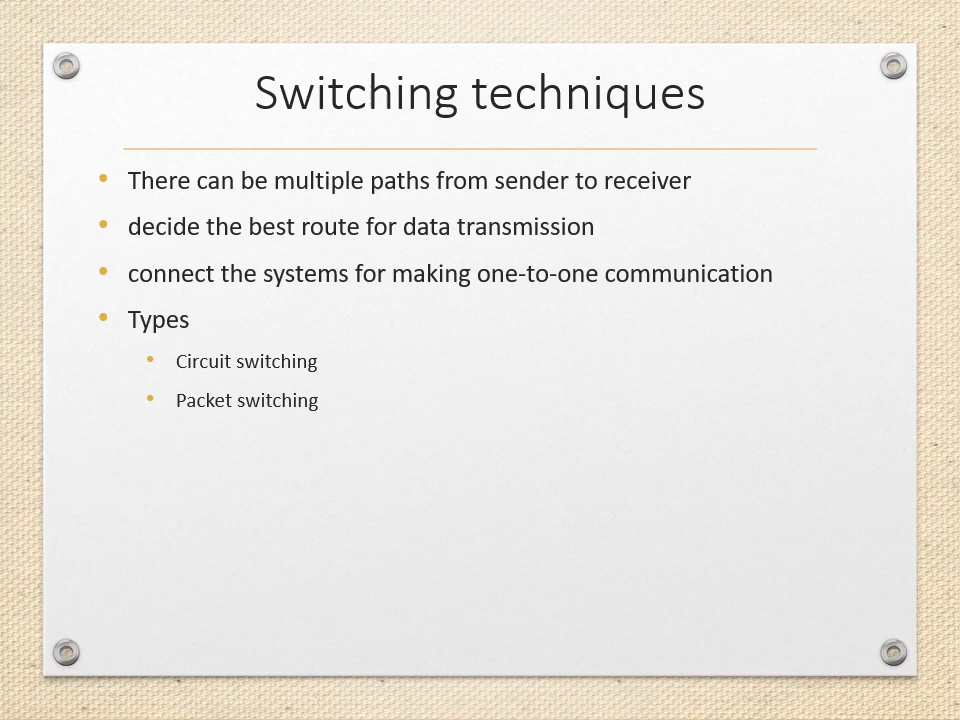 Switching techniques
• There can be multiple paths from sender to receiver
• decide the best route for data transmission
• connect the systems for making one-to-one communication
• Types
• Circuit switching
• Packet switching